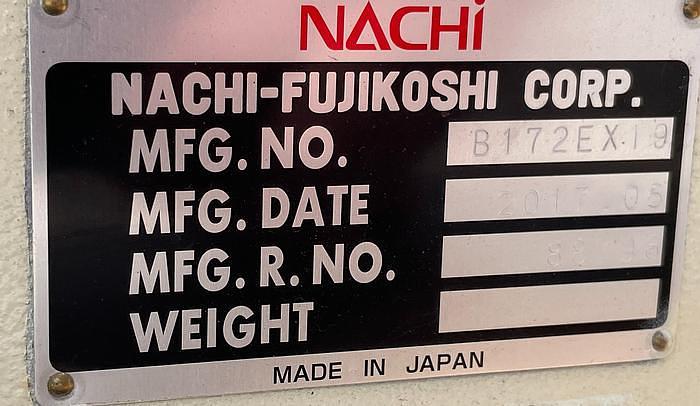 NACHi
NACHI-FUJIKOSHI CORP.
MFG. NO. B172EX19
MFG. DATE 2017.05
MFG. R. NO.
WEIGHT
MADE IN JAPAN